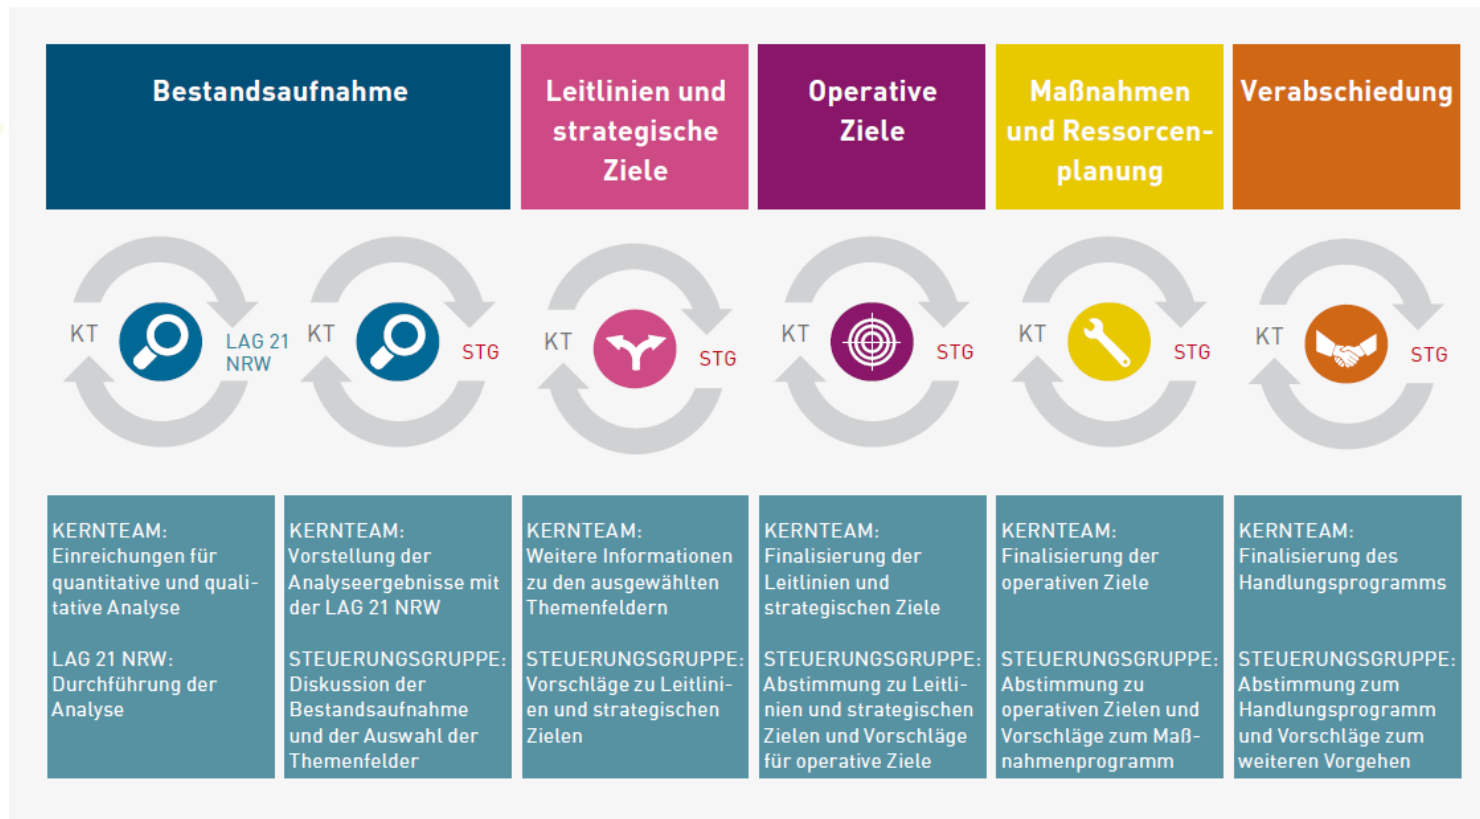 Bestandsaufnahme
Leitlinien und
strategische
Ziele
Operative
Ziele
Maßnahmen
und Ressorcen-
planung
Verabschiedung
KT
LAG 21
NRW
KT
STG
KT
STG
KT
STG
KT
STG
KT
STG
KERNTEAM:
Einreichungen für
quantitative und quali-
tative Analyse
LAG 21 NRW:
Durchführung der
Analyse
KERNTEAM:
Vorstellung der
Analyseergebnisse mit
der LAG 21 NRW
STEUERUNGSGRUPPE:
Diskussion der
Bestandsaufnahme
und der Auswahl der
Themenfelder
KERNTEAM:
Weitere Informationen
zu den ausgewählten
Themenfeldern
STEUERUNGSGRUPPE:
Vorschläge zu Leitlini-
en und strategischen
Zielen
KERNTEAM:
Finalisierung der
Leitlinien und
strategischen Ziele
STEUERUNGSGRUPPE:
Abstimmung zu Leitli-
nien und strategischen
Zielen und Vorschläge
für operative Ziele
KERNTEAM:
Finalisierung der
operativen Ziele
STEUERUNGSGRUPPE:
Abstimmung zu
operativen Zielen und
Vorschläge zum Maß-
nahmenprogramm
KERNTEAM:
Finalisierung des
Handlungsprogramms
STEUERUNGSGRUPPE:
Abstimmung zum
Handlungsprogramm
und Vorschläge zum
weiteren Vorgehen